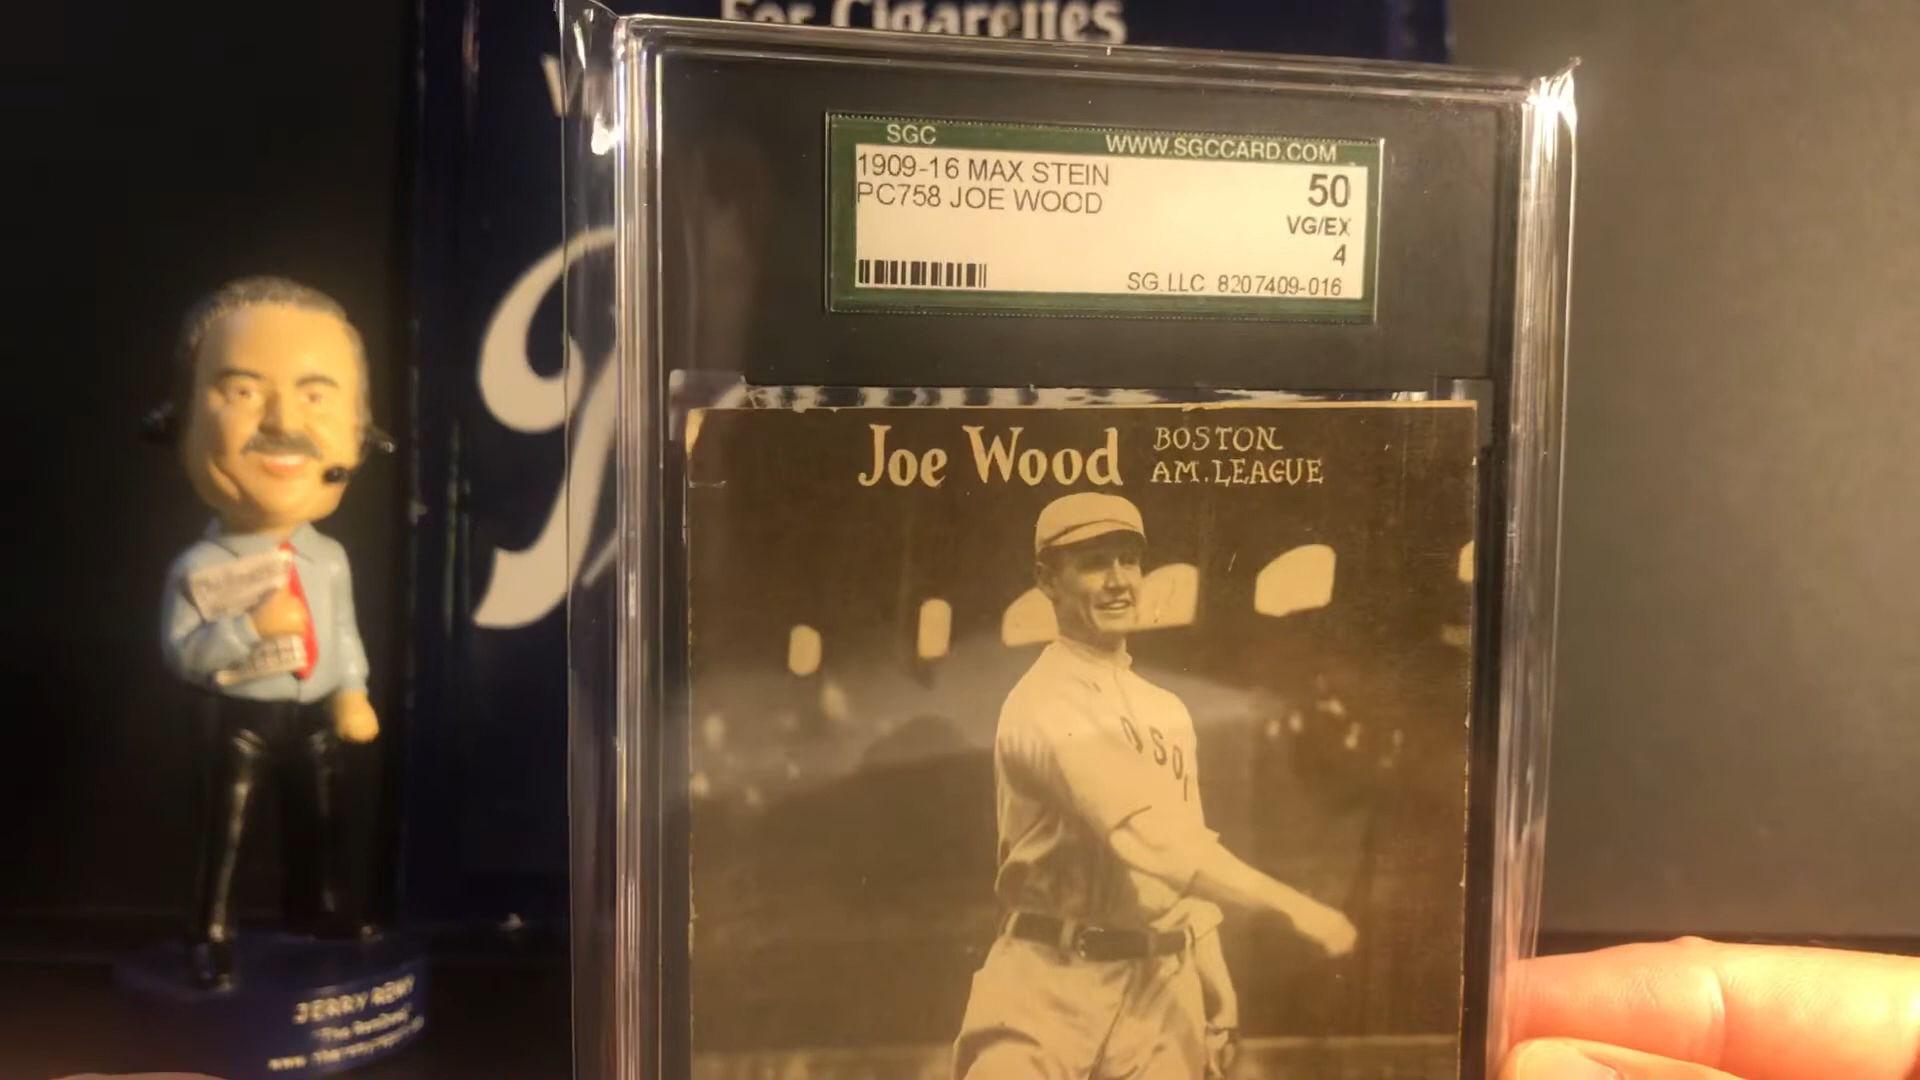 For Cigarettes
SGC WWW.SGCCARD.COM
1909-16 MAX STEIN
PC758 JOE WOOD
50
VG/EX
4
SG.LLC 8207409-016
Joe Wood BOSTON
AM. LEAGUE
OSO
JERRY REMY